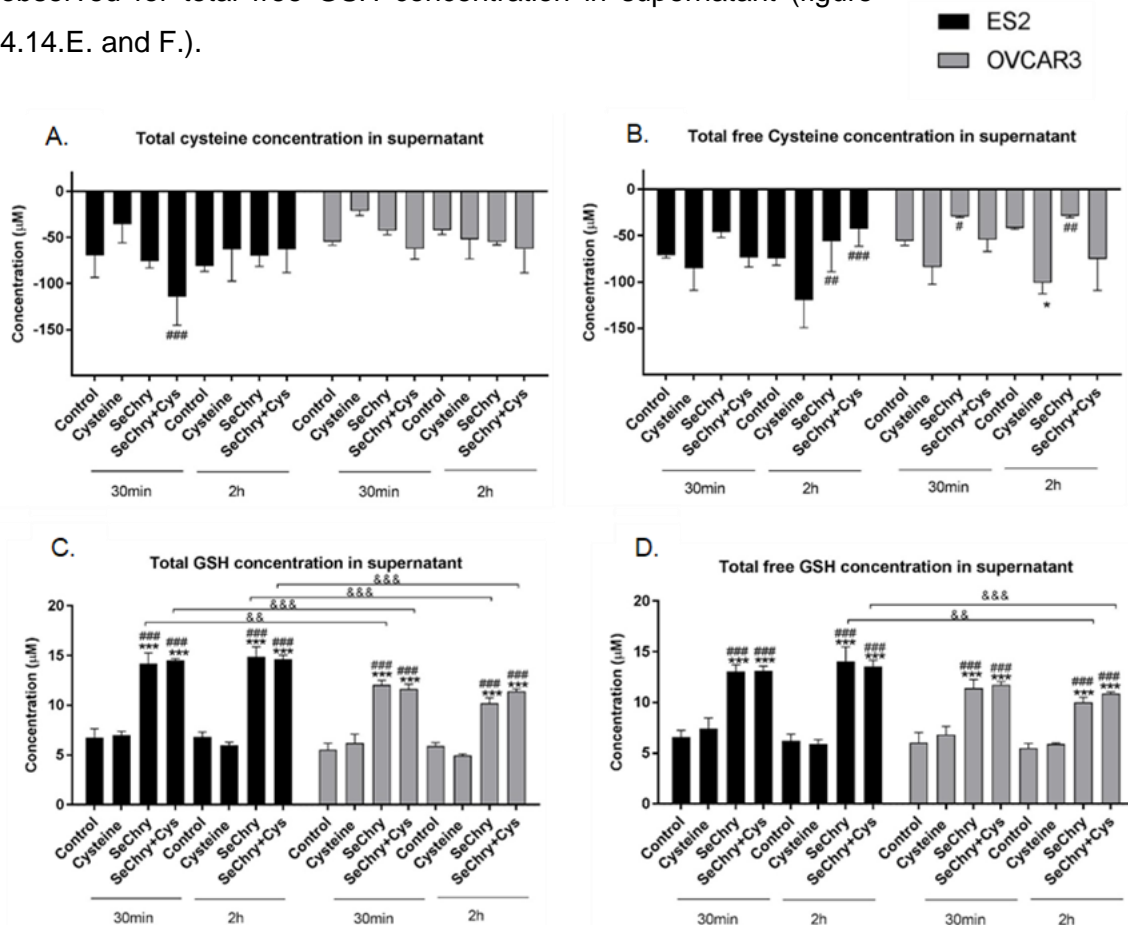 observed for total free GSH concentration in supernatant (figure
4.14.E. and F.).
ES2
OVCAR3
A.
Total cysteine concentration in supernatant
Concentration (μM)
0
-50
-100
-150
###
Control
Cysteine
SeChry
SeChry+Cys
Control
Cysteine
SeChry
SeChry+Cys
Control
Cysteine
SeChry
SeChry+Cys
Control
Cysteine
SeChry
SeChry+Cys
30min
2h
30min
2h
B.
Total free Cysteine concentration in supernatant
Concentration (μM)
0
-50
-100
-150
##
###
#
*
##
Control
Cysteine
SeChry
SeChry+Cys
Control
Cysteine
SeChry
SeChry+Cys
Control
Cysteine
SeChry
SeChry+Cys
Control
Cysteine
SeChry
SeChry+Cys
30min
2h
30min
2h
C.
Total GSH concentration in supernatant
Concentration (μM)
20
15
10
5
0
&&&
&&&
&&&
&&
###
***
###
***
###
***
###
***
###
***
###
***
###
***
###
***
Control
Cysteine
SeChry
SeChry+Cys
Control
Cysteine
SeChry
SeChry+Cys
Control
Cysteine
SeChry
SeChry+Cys
Control
Cysteine
SeChry
SeChry+Cys
30min
2h
30min
2h
D.
Total free GSH concentration in supernatant
Concentration (μM)
20
15
10
5
0
&&&
&&
###
***
###
***
###
***
###
***
###
***
###
***
###
***
###
***
Control
Cysteine
SeChry
SeChry+Cys
Control
Cysteine
SeChry
SeChry+Cys
Control
Cysteine
SeChry
SeChry+Cys
Control
Cysteine
SeChry
SeChry+Cys
30min
2h
30min
2h